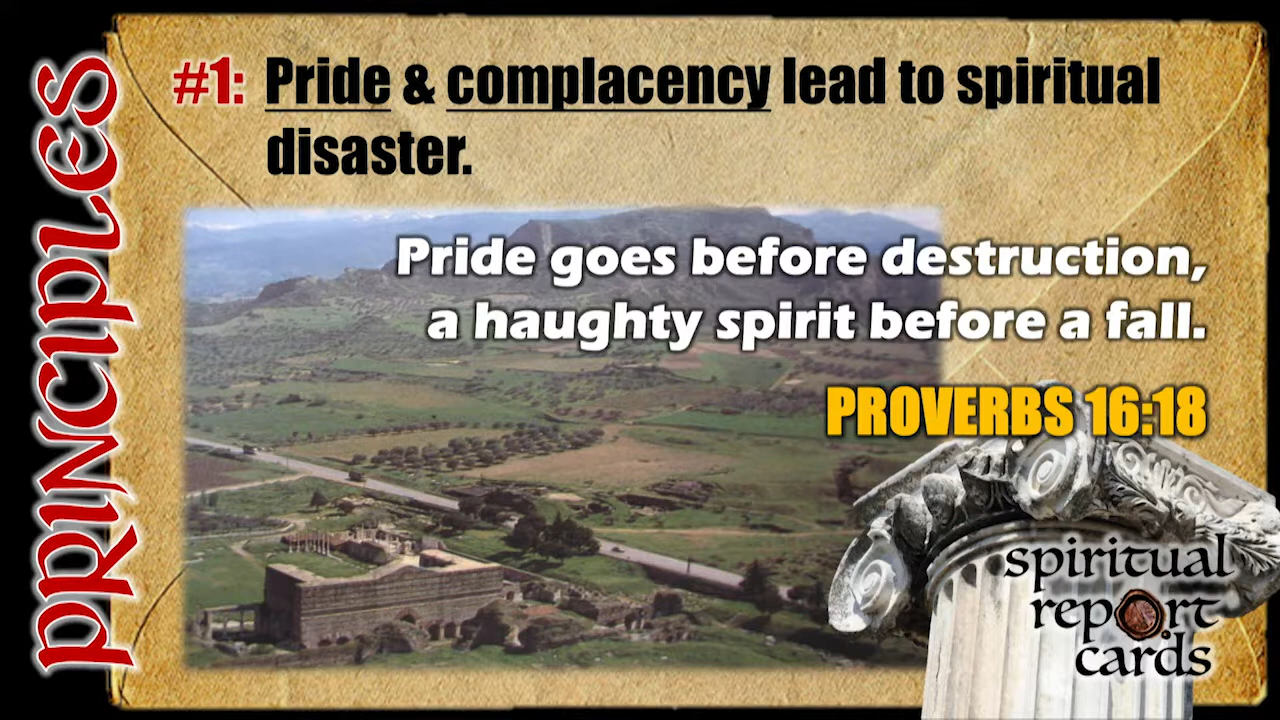 PRINCIPLES
#1: Pride & complacency lead to spiritual
disaster.
Pride goes before destruction,
a haughty spirit before a fall.
PROVERBS 16:18
spiritual
report
cards